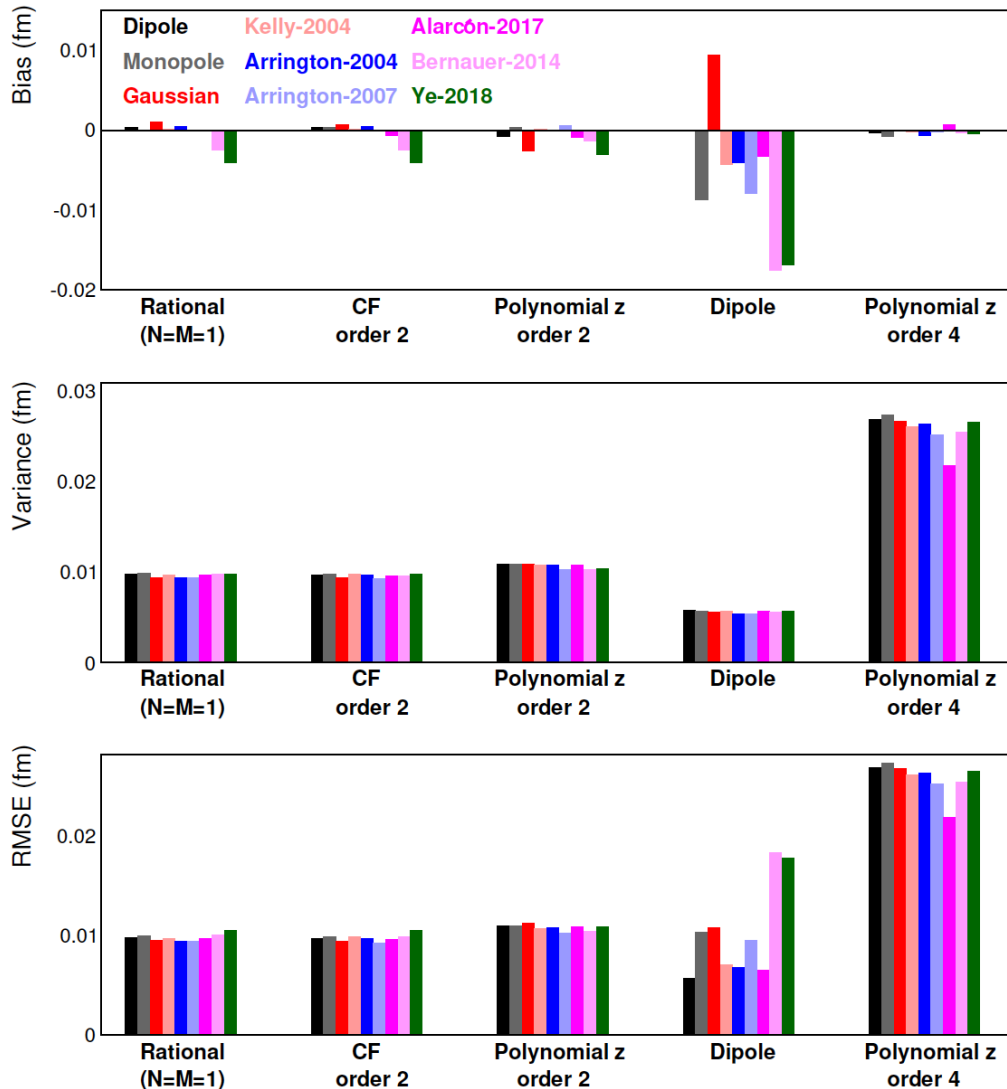 Bias (fm)
0.01
0
-0.01
-0.02
Dipole Kelly-2004 Alarcón-2017
Monopole Arrington-2004 Bernauer-2014
Gaussian Arrington-2007 Ye-2018
Rational CF Polynomial z Dipole Polynomial z
(N=M=1) order 2 order 2 order 4
Variance (fm)
0.03
0.02
0.01
0
Rational CF Polynomial z Dipole Polynomial z
(N=M=1) order 2 order 2 order 4
RMSE (fm)
0.02
0.01
0
Rational CF Polynomial z Dipole Polynomial z
(N=M=1) order 2 order 2 order 4